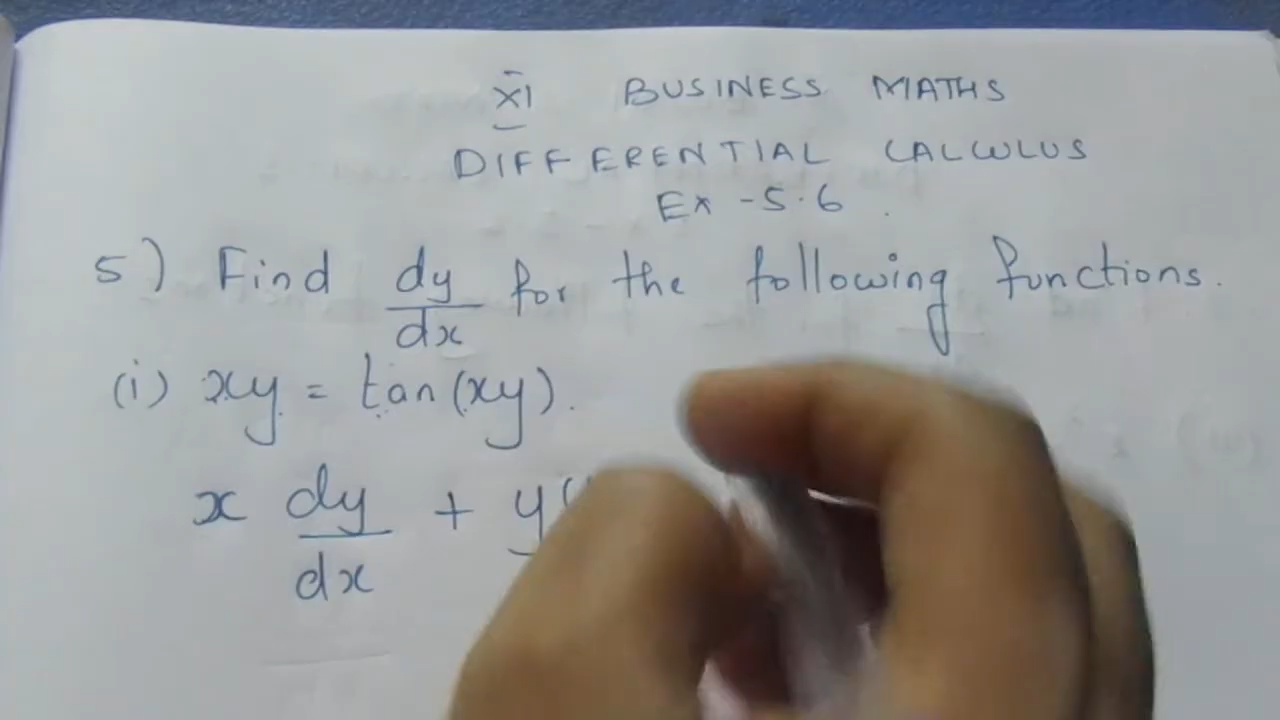 XI BUSINESS MATHS
DIFFERENTIAL CALCULUS
Ex - 5.6
5) Find dy/dx for the following functions.
(i) xy = tan(xy).
x dy/dx + y(